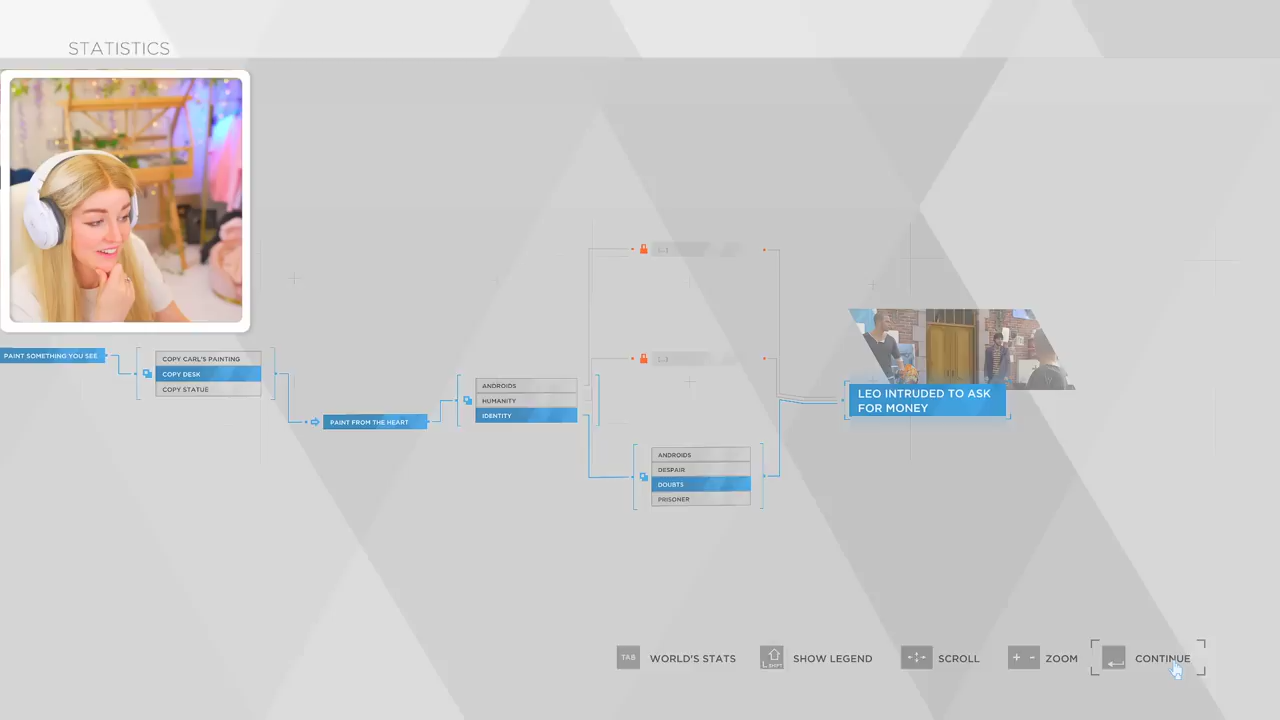 STATISTICS
PAINT SOMETHING YOU SEE
COPY CARL'S PAINTING
COPY DESK
COPY STATUE
PAINT FROM THE HEART
ANDROIDS
HUMANITY
IDENTITY
ANDROIDS
DESPAIR
DOUBTS
PRISONER
LEO INTRUDED TO ASK
FOR MONEY
TAB
WORLD'S STATS
L SHIFT
SHOW LEGEND
SCROLL
+ -
ZOOM
CONTINUE